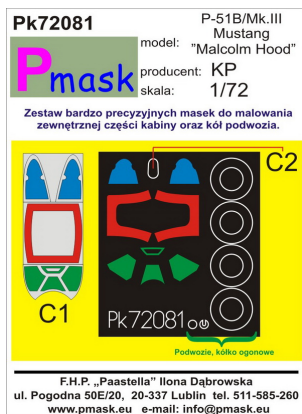 Pk72081
P-51B/Mk.III
model: Mustang
"Malcolm Hood"
Pmask
producent: KP
skala: 1/72
Zestaw bardzo precyzyjnych masek do malowania
zewnętrznej części kabiny oraz kół podwozia.
C2
C1
Pk72081
Podwozie, kółko ogonowe
F.H.P. „Paastella" Ilona Dąbrowska
ul. Pogodna 50E/20, 20-337 Lublin tel. 511-585-260
www.pmask.eu e-mail: info@pmask.eu